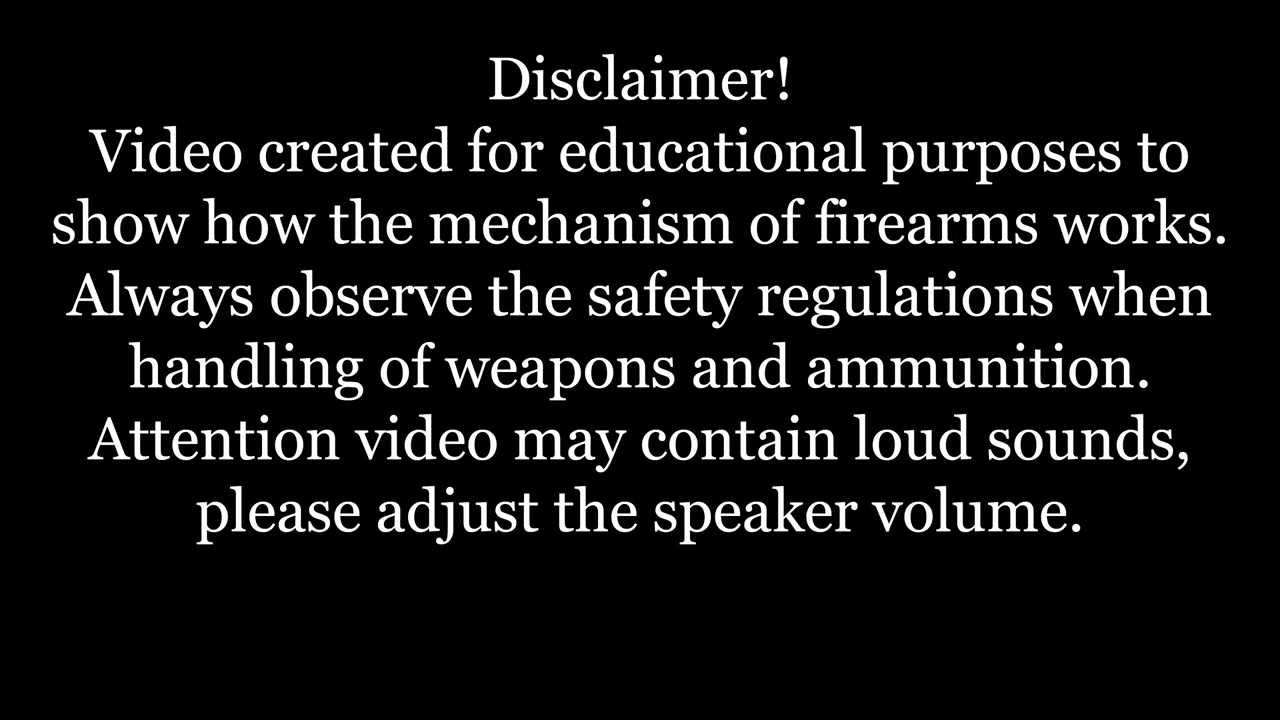 Disclaimer!
Video created for educational purposes to
show how the mechanism of firearms works.
Always observe the safety regulations when
handling of weapons and ammunition.
Attention video may contain loud sounds,
please adjust the speaker volume.